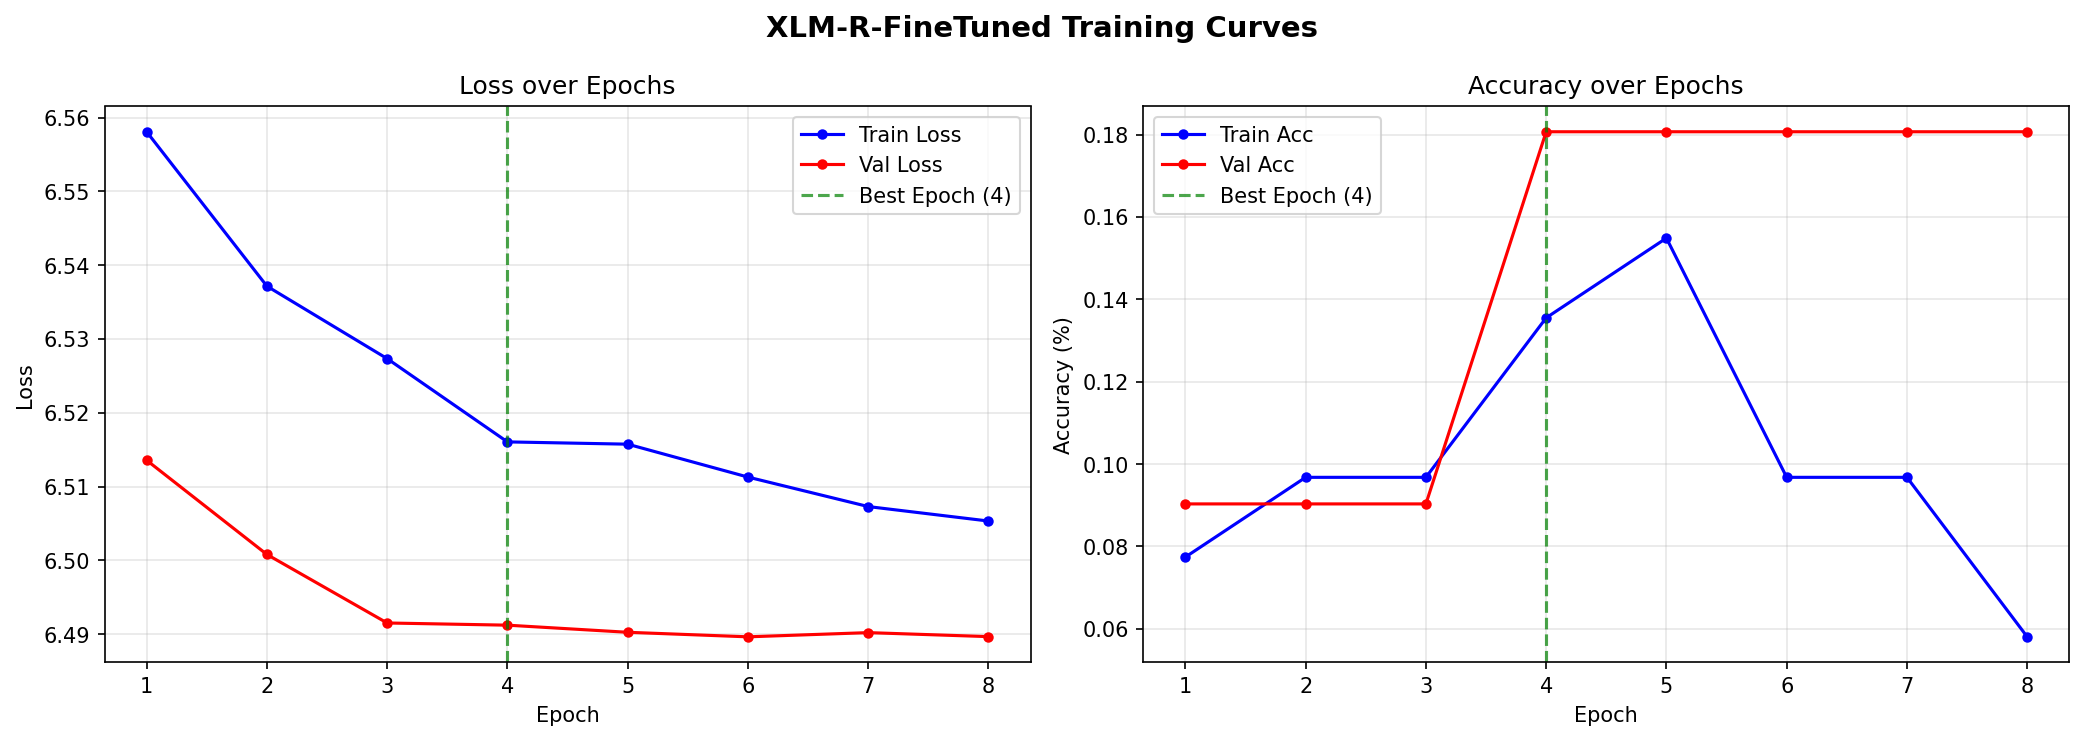 XLM-R-FineTuned Training Curves
Loss over Epochs
6.56
6.55
6.54
6.53
6.52
6.51
6.50
6.49
Loss
Train Loss
Val Loss
Best Epoch (4)
1 2 3 4 5 6 7 8
Epoch
Accuracy over Epochs
0.18
0.16
0.14
0.12
0.10
0.08
0.06
Accuracy (%)
Train Acc
Val Acc
Best Epoch (4)
1 2 3 4 5 6 7 8
Epoch